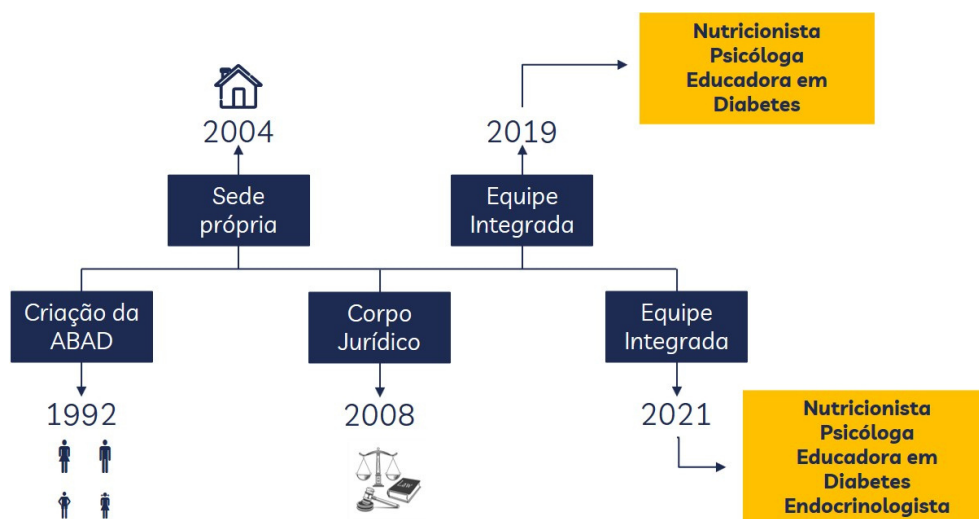 Nutricionista
Psicóloga
Educadora em
Diabetes
2004
2019
Sede
própria
Equipe
Integrada
Criação da
ABAD
Corpo
Jurídico
Equipe
Integrada
1992
2008
2021
LAW
Nutricionista
Psicóloga
Educadora em
Diabetes
Endocrinologista